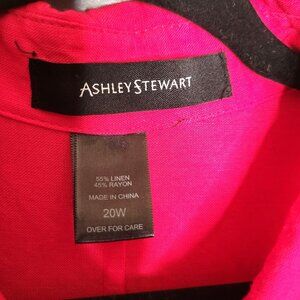 ASHLEY STEWART
55% LINEN
45% RAYON
MADE IN CHINA
20W
OVER FOR CARE